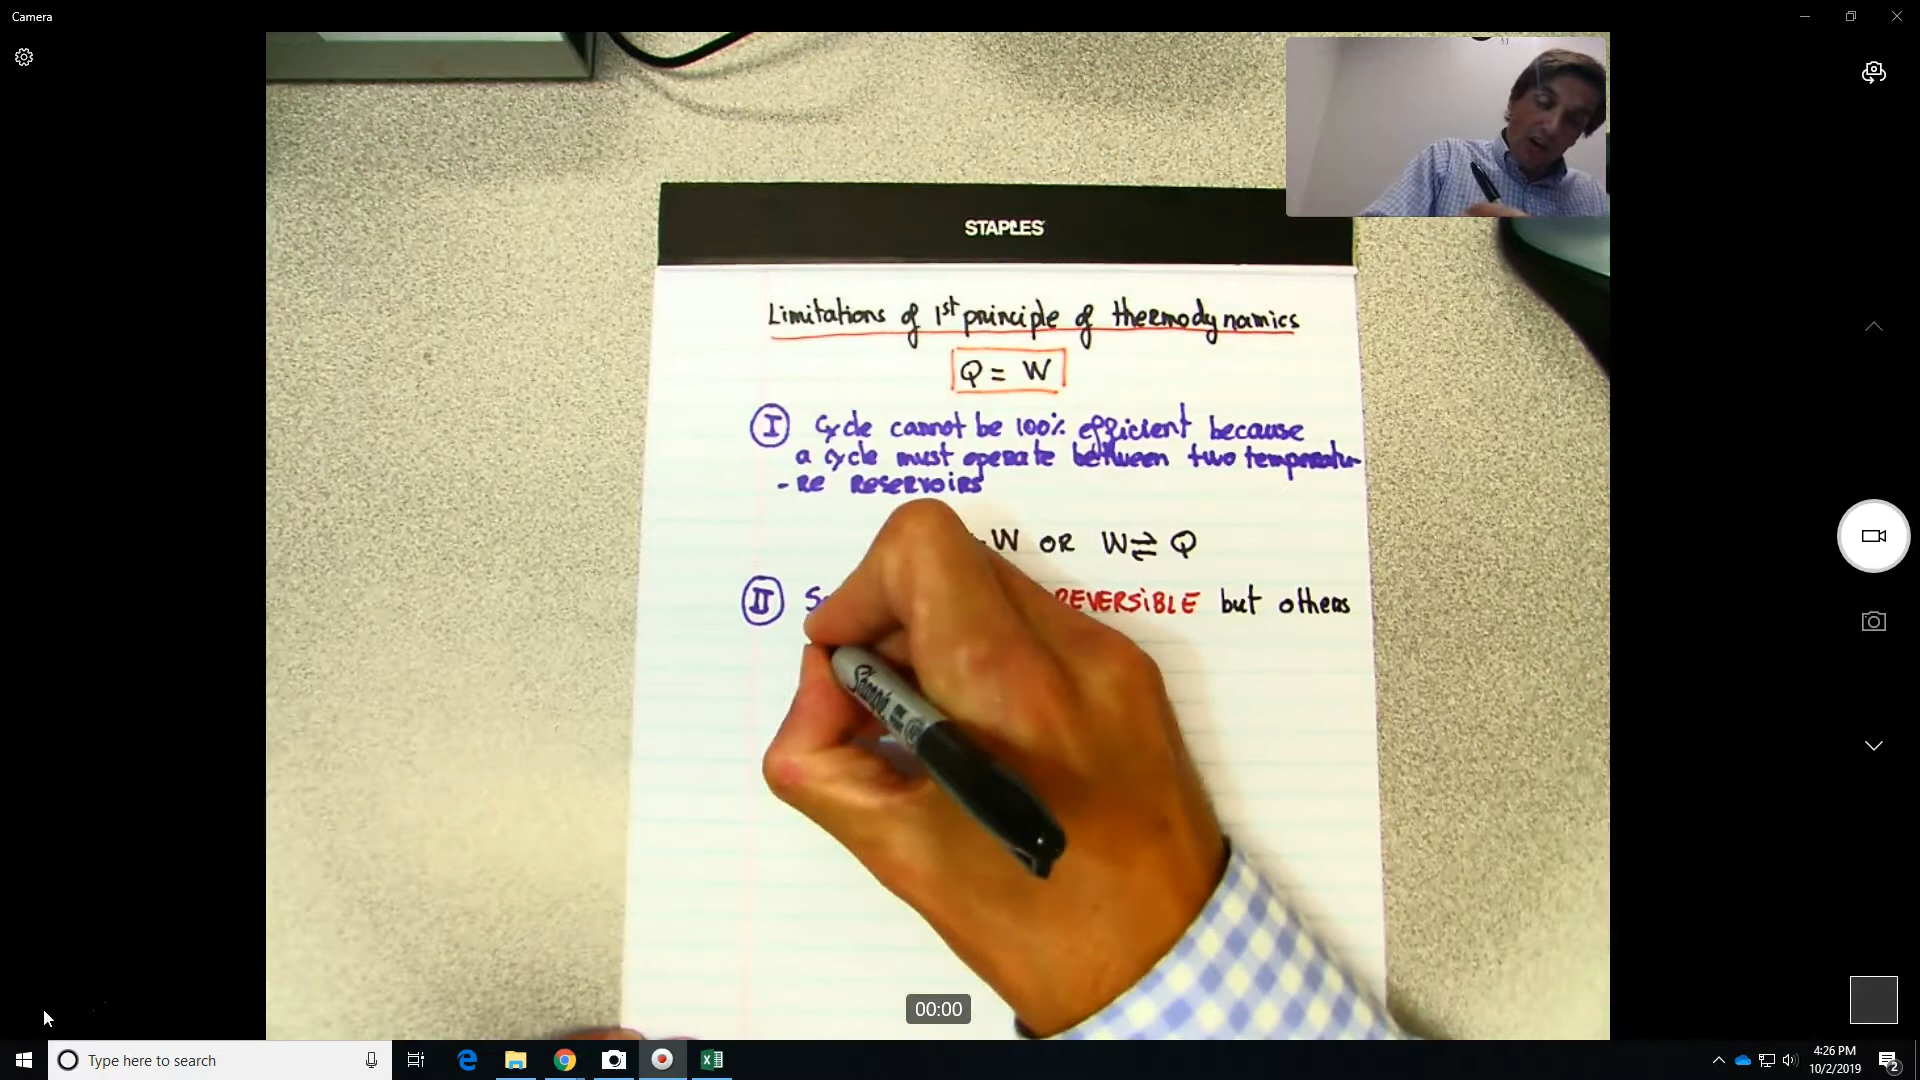 Camera
STAPLES
Limitations of 1st principle of thermodynamics
Q = W
I Cycle cannot be 100% efficient because
a cycle must operate between two temperatu-
-re reservoirs
W OR W⇌ Q
II REVERSIBLE but others
Sharpie
00:00
Type here to search
4:26 PM
10/2/2019
2